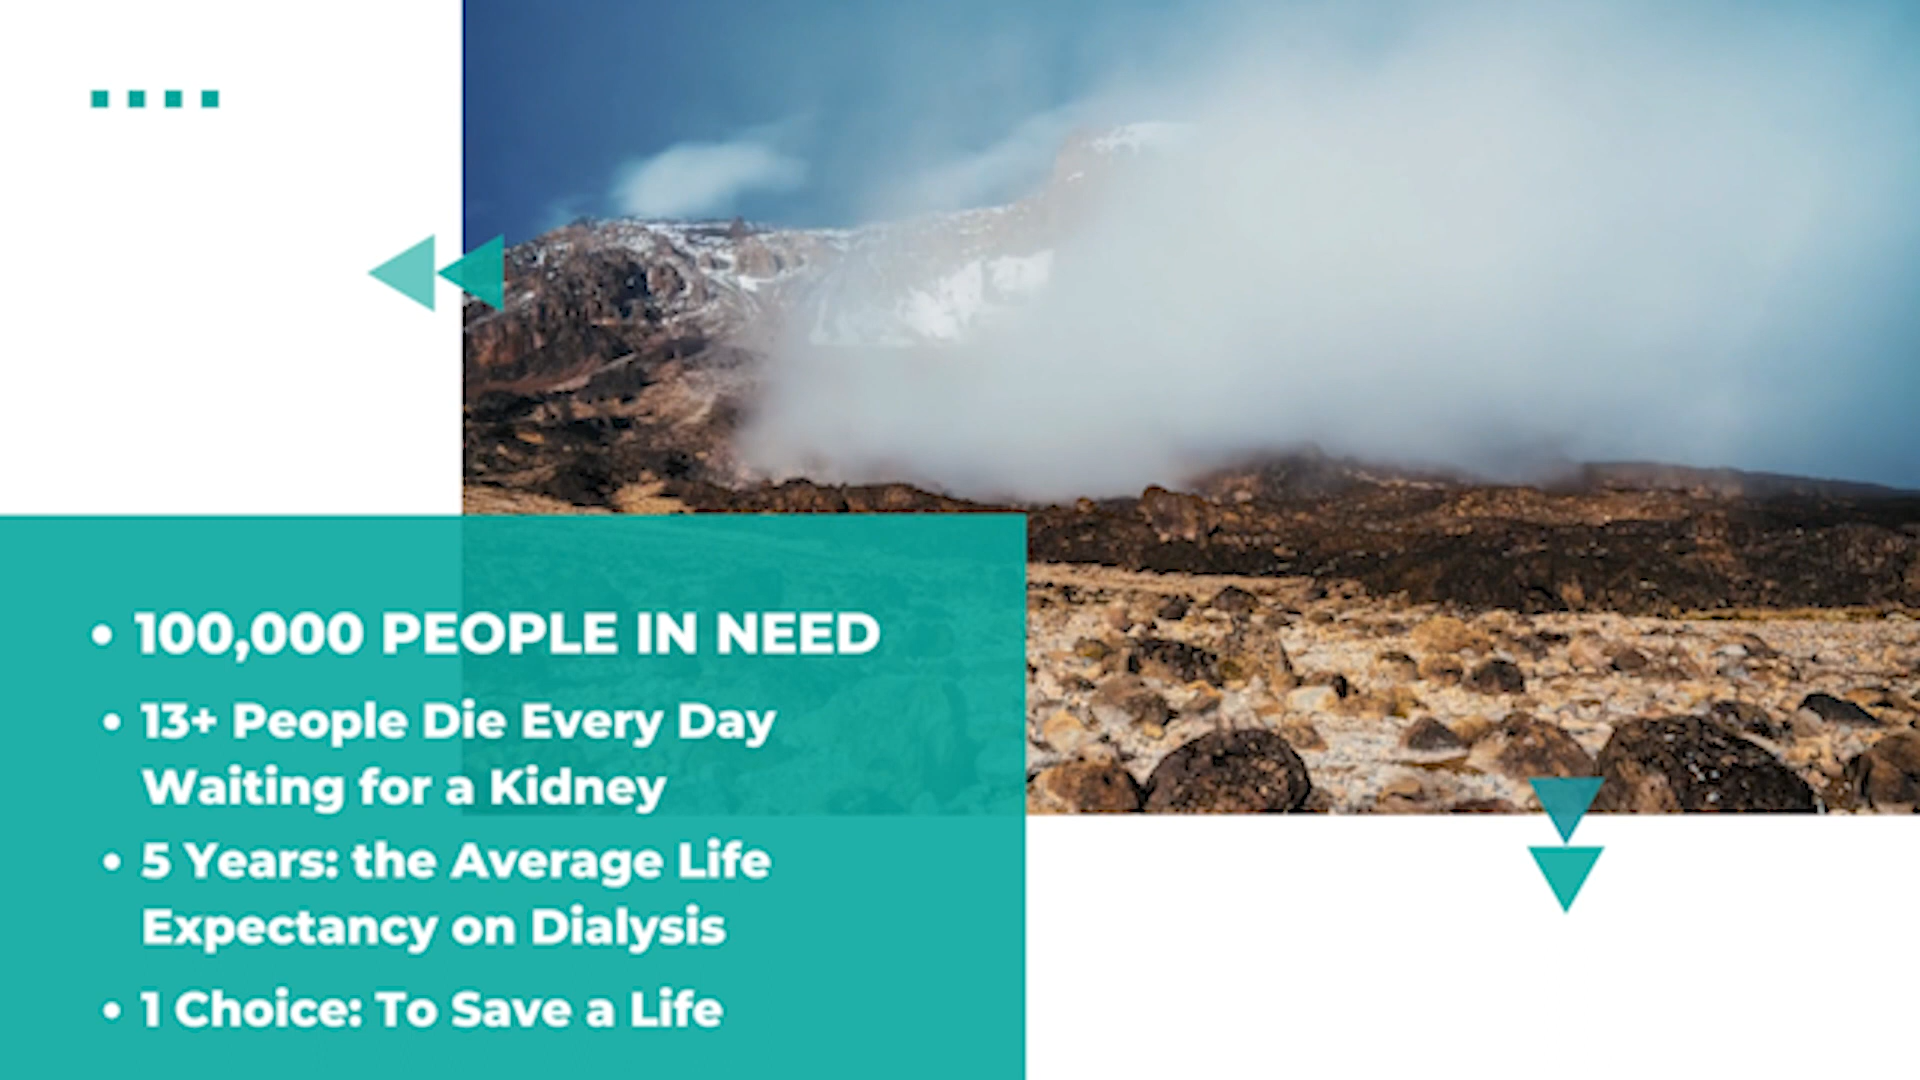 • 100,000 PEOPLE IN NEED
• 13+ People Die Every Day
Waiting for a Kidney
• 5 Years: the Average Life
Expectancy on Dialysis
• 1 Choice: To Save a Life